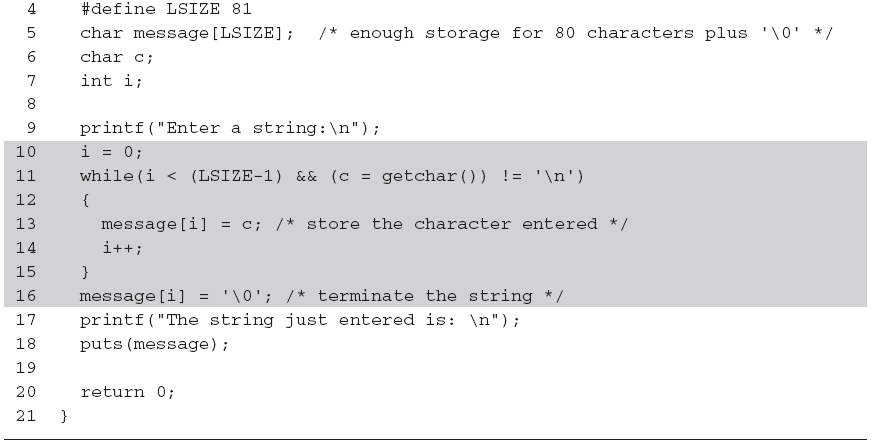 4 #define LSIZE 81
5 char message[LSIZE]; /* enough storage for 80 characters plus '\0' */
6 char c;
7 int i;
8
9 printf("Enter a string:\n");
10 i = 0;
11 while(i < (LSIZE-1) && (c = getchar()) != '\n')
12 {
13 message[i] = c; /* store the character entered */
14 i++;
15 }
16 message[i] = '\0'; /* terminate the string */
17 printf("The string just entered is: \n");
18 puts(message);
19
20 return 0;
21 }